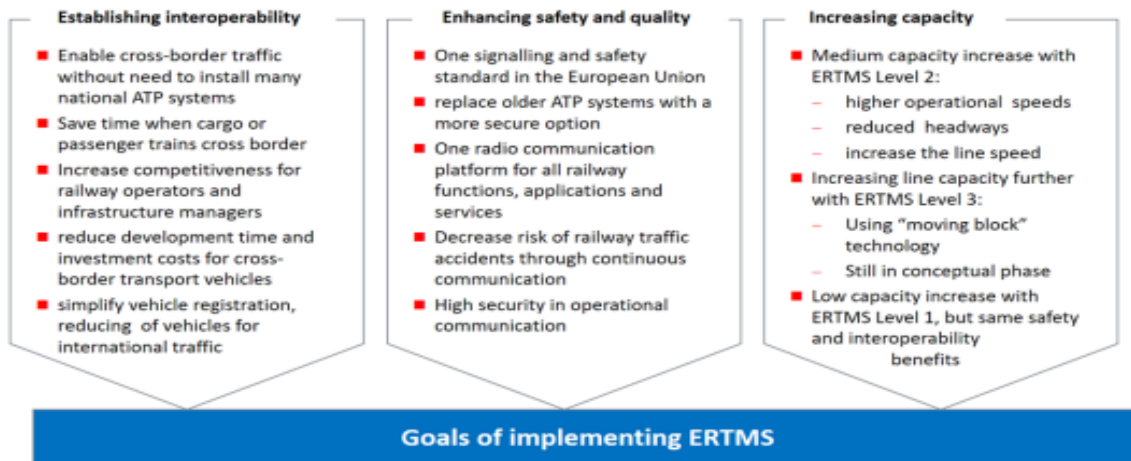 Establishing interoperability
Enable cross-border traffic
without need to install many
national ATP systems
Save time when cargo or
passenger trains cross border
Increase competitiveness for
railway operators and
infrastructure managers
reduce development time and
investment costs for cross-
border transport vehicles
simplify vehicle registration,
reducing of vehicles for
international traffic
Enhancing safety and quality
One signalling and safety
standard in the European Union
replace older ATP systems with a
more secure option
One radio communication
platform for all railway
functions, applications and
services
Decrease risk of railway traffic
accidents through continuous
communication
High security in operational
communication
Increasing capacity
Medium capacity increase with
ERTMS Level 2:
– higher operational speeds
– reduced headways
– increase the line speed
Increasing line capacity further
with ERTMS Level 3:
– Using “moving block”
technology
– Still in conceptual phase
Low capacity increase with
ERTMS Level 1, but same safety
and interoperability
benefits
Goals of implementing ERTMS